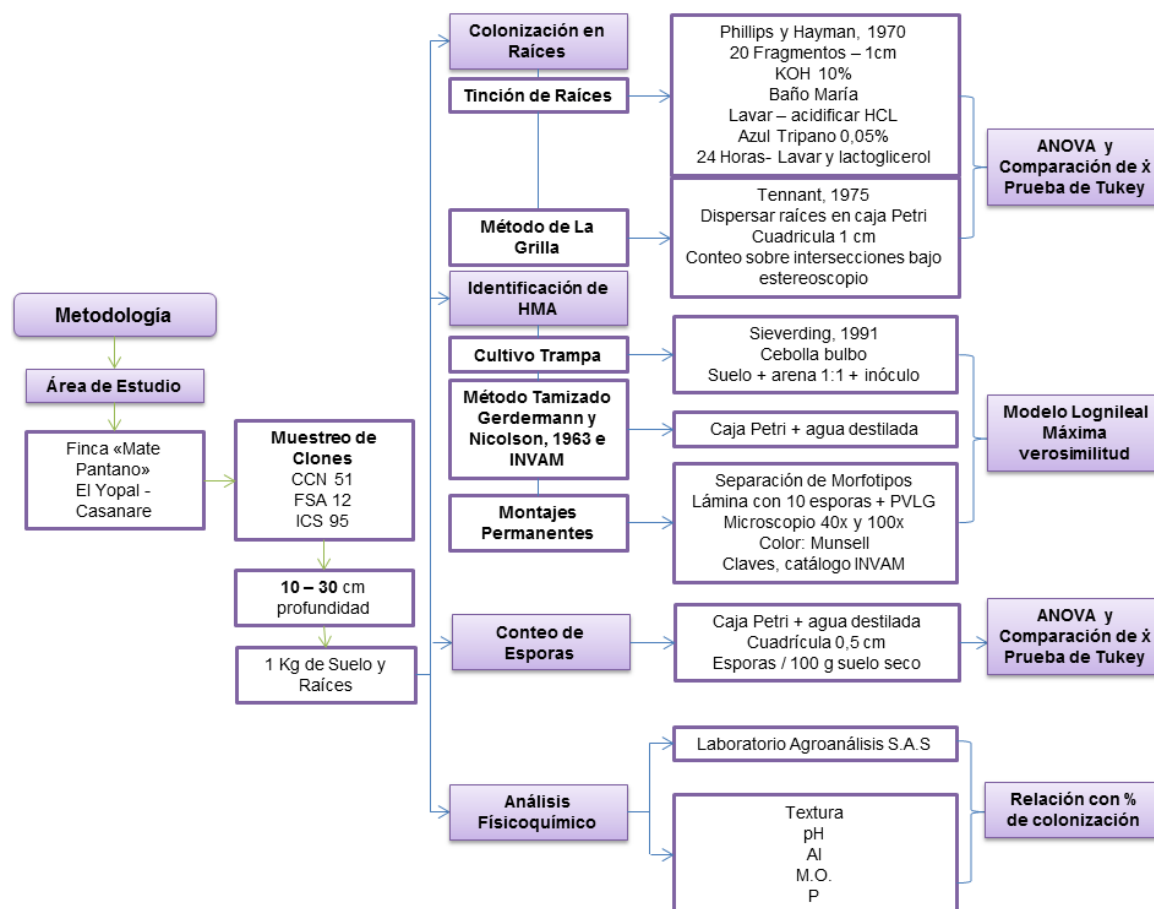 Metodología
Área de Estudio
Finca «Mate
Pantano»
El Yopal -
Casanare
Muestreo de
Clones
CCN 51
FSA 12
ICS 95
10 – 30 cm
profundidad
1 Kg de Suelo y
Raíces
Colonización en
Raíces
Tinción de Raíces
Phillips y Hayman, 1970
20 Fragmentos – 1cm
KOH 10%
Baño María
Lavar – acidificar HCL
Azul Tripano 0,05%
24 Horas- Lavar y lactoglicerol
Método de La
Grilla
Tennant, 1975
Dispersar raíces en caja Petri
Cuadricula 1 cm
Conteo sobre intersecciones bajo
estereoscopio
ANOVA y
Comparación de ẋ
Prueba de Tukey
Identificación de
HMA
Cultivo Trampa
Sieverding, 1991
Cebolla bulbo
Suelo + arena 1:1 + inóculo
Método Tamizado
Gerdermann y
Nicolson, 1963 e
INVAM
Caja Petri + agua destilada
Montajes
Permanentes
Separación de Morfotipos
Lámina con 10 esporas + PVLG
Microscopio 40x y 100x
Color: Munsell
Claves, catálogo INVAM
Modelo Lognileal
Máxima
verosimilitud
Conteo de
Esporas
Caja Petri + agua destilada
Cuadrícula 0,5 cm
Esporas / 100 g suelo seco
ANOVA y
Comparación de ẋ
Prueba de Tukey
Análisis
Físicoquímico
Laboratorio Agroanálisis S.A.S
Textura
pH
Al
M.O.
P
Relación con %
de colonización